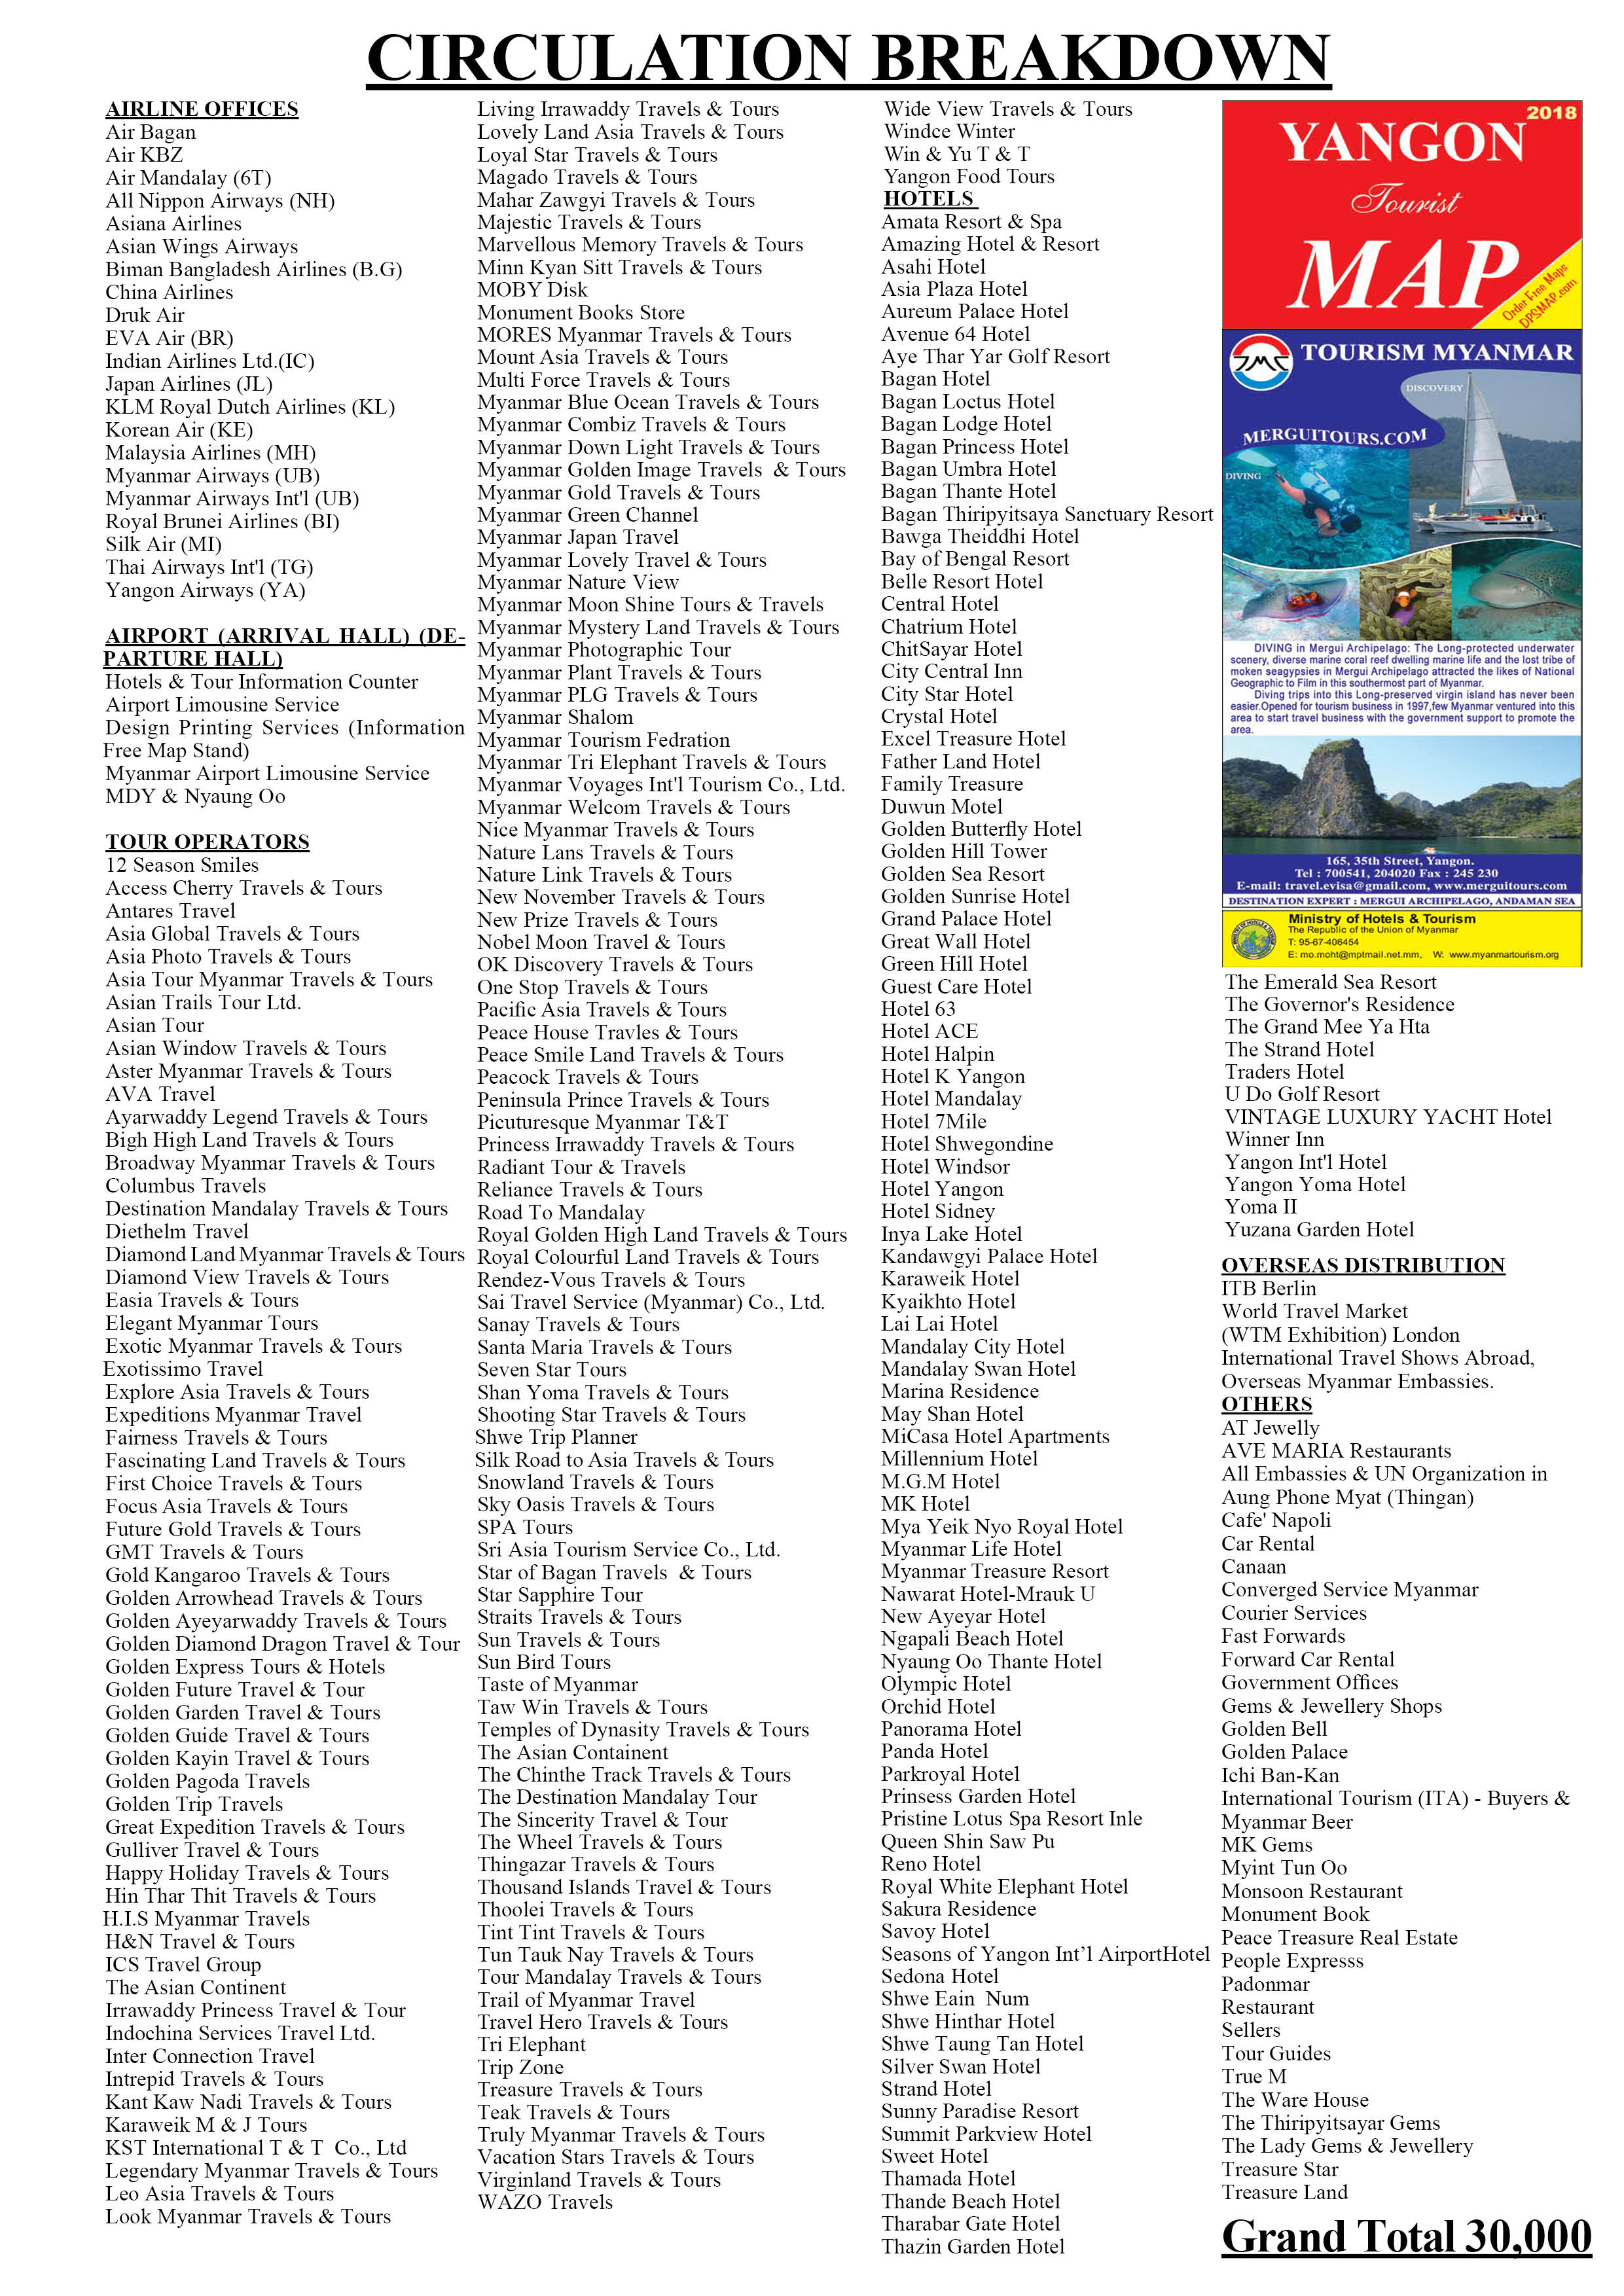 CIRCULATION BREAKDOWN
AIRLINE OFFICES
Air Bagan
Air KBZ
Air Mandalay (6T)
All Nippon Airways (NH)
Asiana Airlines
Asian Wings Airways
Biman Bangladesh Airlines (B.G)
China Airlines
Druk Air
EVA Air (BR)
Indian Airlines Ltd.(IC)
Japan Airlines (JL)
KLM Royal Dutch Airlines (KL)
Korean Air (KE)
Malaysia Airlines (MH)
Myanmar Airways (UB)
Myanmar Airways Int'l (UB)
Royal Brunei Airlines (BI)
Silk Air (MI)
Thai Airways Int'l (TG)
Yangon Airways (YA)
AIRPORT (ARRIVAL HALL) (DE-
PARTURE HALL)
Hotels & Tour Information Counter
Airport Limousine Service
Design Printing Services (Information
Free Map Stand)
Myanmar Airport Limousine Service
MDY & Nyaung Oo
TOUR OPERATORS
12 Season Smiles
Access Cherry Travels & Tours
Antares Travel
Asia Global Travels & Tours
Asia Photo Travels & Tours
Asia Tour Myanmar Travels & Tours
Asian Trails Tour Ltd.
Asian Tour
Asian Window Travels & Tours
Aster Myanmar Travels & Tours
AVA Travel
Ayarwaddy Legend Travels & Tours
Bigh High Land Travels & Tours
Broadway Myanmar Travels & Tours
Columbus Travels
Destination Mandalay Travels & Tours
Diethelm Travel
Diamond Land Myanmar Travels & Tours
Diamond View Travels & Tours
Easia Travels & Tours
Elegant Myanmar Tours
Exotic Myanmar Travels & Tours
Exotissimo Travel
Explore Asia Travels & Tours
Expeditions Myanmar Travel
Fairness Travels & Tours
Fascinating Land Travels & Tours
First Choice Travels & Tours
Focus Asia Travels & Tours
Future Gold Travels & Tours
GMT Travels & Tours
Gold Kangaroo Travels & Tours
Golden Arrowhead Travels & Tours
Golden Ayeyarwaddy Travels & Tours
Golden Diamond Dragon Travel & Tour
Golden Express Tours & Hotels
Golden Future Travel & Tour
Golden Garden Travel & Tours
Golden Guide Travel & Tours
Golden Kayin Travel & Tours
Golden Pagoda Travels
Golden Trip Travels
Great Expedition Travels & Tours
Gulliver Travel & Tours
Happy Holiday Travels & Tours
Hin Thar Thit Travels & Tours
H.I.S Myanmar Travels
H&N Travel & Tours
ICS Travel Group
The Asian Continent
Irrawaddy Princess Travel & Tour
Indochina Services Travel Ltd.
Inter Connection Travel
Intrepid Travels & Tours
Kant Kaw Nadi Travels & Tours
Karaweik M & J Tours
KST International T & T Co., Ltd
Legendary Myanmar Travels & Tours
Leo Asia Travels & Tours
Look Myanmar Travels & Tours
Living Irrawaddy Travels & Tours
Lovely Land Asia Travels & Tours
Loyal Star Travels & Tours
Magado Travels & Tours
Mahar Zawgyi Travels & Tours
Majestic Travels & Tours
Marvellous Memory Travels & Tours
Minn Kyan Sitt Travels & Tours
MOBY Disk
Monument Books Store
MORES Myanmar Travels & Tours
Mount Asia Travels & Tours
Multi Force Travels & Tours
Myanmar Blue Ocean Travels & Tours
Myanmar Combiz Travels & Tours
Myanmar Down Light Travels & Tours
Myanmar Golden Image Travels & Tours
Myanmar Gold Travels & Tours
Myanmar Green Channel
Myanmar Japan Travel
Myanmar Lovely Travel & Tours
Myanmar Nature View
Myanmar Moon Shine Tours & Travels
Myanmar Mystery Land Travels & Tours
Myanmar Photographic Tour
Myanmar Plant Travels & Tours
Myanmar PLG Travels & Tours
Myanmar Shalom
Myanmar Tourism Fedration
Myanmar Tri Elephant Travels & Tours
Myanmar Voyages Int'l Tourism Co., Ltd.
Myanmar Welcom Travels & Tours
Nice Myanmar Travels & Tours
Nature Lans Travels & Tours
Nature Link Travels & Tours
New November Travels & Tours
New Prize Travels & Tours
Nobel Moon Travel & Tours
OK Discovery Travels & Tours
One Stop Travels & Tours
Pacific Asia Travels & Tours
Peace House Travles & Tours
Peace Smile Land Travels & Tours
Peacock Travels & Tours
Peninsula Prince Travels & Tours
Picuturesque Myanmar T&T
Princess Irrawaddy Travels & Tours
Radiant Tour & Travels
Reliance Travels & Tours
Road To Mandalay
Royal Golden High Land Travels & Tours
Royal Colourful Land Travels & Tours
Rendez-Vous Travels & Tours
Sai Travel Service (Myanmar) Co., Ltd.
Sanay Travels & Tours
Santa Maria Travels & Tours
Seven Star Tours
Shan Yoma Travels & Tours
Shooting Star Travels & Tours
Shwe Trip Planner
Silk Road to Asia Travels & Tours
Snowland Travels & Tours
Sky Oasis Travels & Tours
SPA Tours
Sri Asia Tourism Service Co., Ltd.
Star of Bagan Travels & Tours
Star Sapphire Tour
Straits Travels & Tours
Sun Travels & Tours
Sun Bird Tours
Taste of Myanmar
Taw Win Travels & Tours
Temples of Dynasty Travels & Tours
The Asian Containent
The Chinthe Track Travels & Tours
The Destination Mandalay Tour
The Sincerity Travel & Tour
The Wheel Travels & Tours
Thingazar Travels & Tours
Thousand Islands Travel & Tours
Thoolei Travels & Tours
Tint Tint Travels & Tours
Tun Tauk Nay Travels & Tours
Tour Mandalay Travels & Tours
Trail of Myanmar Travel
Travel Hero Travels & Tours
Tri Elephant
Trip Zone
Treasure Travels & Tours
Teak Travels & Tours
Truly Myanmar Travels & Tours
Vacation Stars Travels & Tours
Virginland Travels & Tours
WAZO Travels
Wide View Travels & Tours
Windce Winter
Win & Yu T & T
Yangon Food Tours
HOTELS
Amata Resort & Spa
Amazing Hotel & Resort
Asahi Hotel
Asia Plaza Hotel
Aureum Palace Hotel
Avenue 64 Hotel
Aye Thar Yar Golf Resort
Bagan Hotel
Bagan Loctus Hotel
Bagan Lodge Hotel
Bagan Princess Hotel
Bagan Umbra Hotel
Bagan Thante Hotel
Bagan Thiripyitsaya Sanctuary Resort
Bawga Theiddhi Hotel
Bay of Bengal Resort
Belle Resort Hotel
Central Hotel
Chatrium Hotel
ChitSayar Hotel
City Central Inn
City Star Hotel
Crystal Hotel
Excel Treasure Hotel
Father Land Hotel
Family Treasure
Duwun Motel
Golden Butterfly Hotel
Golden Hill Tower
Golden Sea Resort
Golden Sunrise Hotel
Grand Palace Hotel
Great Wall Hotel
Green Hill Hotel
Guest Care Hotel
Hotel 63
Hotel ACE
Hotel Halpin
Hotel K Yangon
Hotel Mandalay
Hotel 7Mile
Hotel Shwegondine
Hotel Windsor
Hotel Yangon
Hotel Sidney
Inya Lake Hotel
Kandawgyi Palace Hotel
Karaweik Hotel
Kyaikhto Hotel
Lai Lai Hotel
Mandalay City Hotel
Mandalay Swan Hotel
Marina Residence
May Shan Hotel
MiCasa Hotel Apartments
Millennium Hotel
M.G.M Hotel
MK Hotel
Mya Yeik Nyo Royal Hotel
Myanmar Life Hotel
Myanmar Treasure Resort
Nawarat Hotel-Mrauk U
New Ayeyar Hotel
Ngapali Beach Hotel
Nyaung Oo Thante Hotel
Olympic Hotel
Orchid Hotel
Panorama Hotel
Panda Hotel
Parkroyal Hotel
Prinsess Garden Hotel
Pristine Lotus Spa Resort Inle
Queen Shin Saw Pu
Reno Hotel
Royal White Elephant Hotel
Sakura Residence
Savoy Hotel
Seasons of Yangon Int’l AirportHotel
Sedona Hotel
Shwe Eain Num
Shwe Hinthar Hotel
Shwe Taung Tan Hotel
Silver Swan Hotel
Strand Hotel
Sunny Paradise Resort
Summit Parkview Hotel
Sweet Hotel
Thamada Hotel
Thande Beach Hotel
Tharabar Gate Hotel
Thazin Garden Hotel
2018
YANGON
Tourist
MAP
Order Free Maps
DPSMAP.com
TOURISM MYANMAR
DISCOVERY
MERGUITOURS.COM
DIVING
DIVING in Mergui Archipelago: The Long-protected underwater
scenery, diverse marine coral reef dwelling marine life and the lost tribe of
moken seagypsies in Mergui Archipelago attracted the likes of National
Geographic to Film in this southermost part of Myanmar.
Diving trips into this Long-preserved virgin island has never been
easier.Opened for tourism business in 1997,few Myanmar ventured into this
area to start travel business with the government support to promote the
area.
165, 35th Street, Yangon.
Tel : 700541, 204020 Fax : 245 230
E-mail: travel.evisa@gmail.com, www.merguitours.com
DESTINATION EXPERT : MERGUI ARCHIPELAGO, ANDAMAN SEA
Ministry of Hotels & Tourism
The Republic of the Union of Myanmar
T: 95-67-406454
E: mo.moht@mptmail.net.mm, W: www.myanmartourism.org
The Emerald Sea Resort
The Governor's Residence
The Grand Mee Ya Hta
The Strand Hotel
Traders Hotel
U Do Golf Resort
VINTAGE LUXURY YACHT Hotel
Winner Inn
Yangon Int'l Hotel
Yangon Yoma Hotel
Yoma II
Yuzana Garden Hotel
OVERSEAS DISTRIBUTION
ITB Berlin
World Travel Market
(WTM Exhibition) London
International Travel Shows Abroad,
Overseas Myanmar Embassies.
OTHERS
AT Jewelly
AVE MARIA Restaurants
All Embassies & UN Organization in
Aung Phone Myat (Thingan)
Cafe' Napoli
Car Rental
Canaan
Converged Service Myanmar
Courier Services
Fast Forwards
Forward Car Rental
Government Offices
Gems & Jewellery Shops
Golden Bell
Golden Palace
Ichi Ban-Kan
International Tourism (ITA) - Buyers &
Myanmar Beer
MK Gems
Myint Tun Oo
Monsoon Restaurant
Monument Book
Peace Treasure Real Estate
People Expresss
Padonmar
Restaurant
Sellers
Tour Guides
True M
The Ware House
The Thiripyitsayar Gems
The Lady Gems & Jewellery
Treasure Star
Treasure Land
Grand Total 30,000